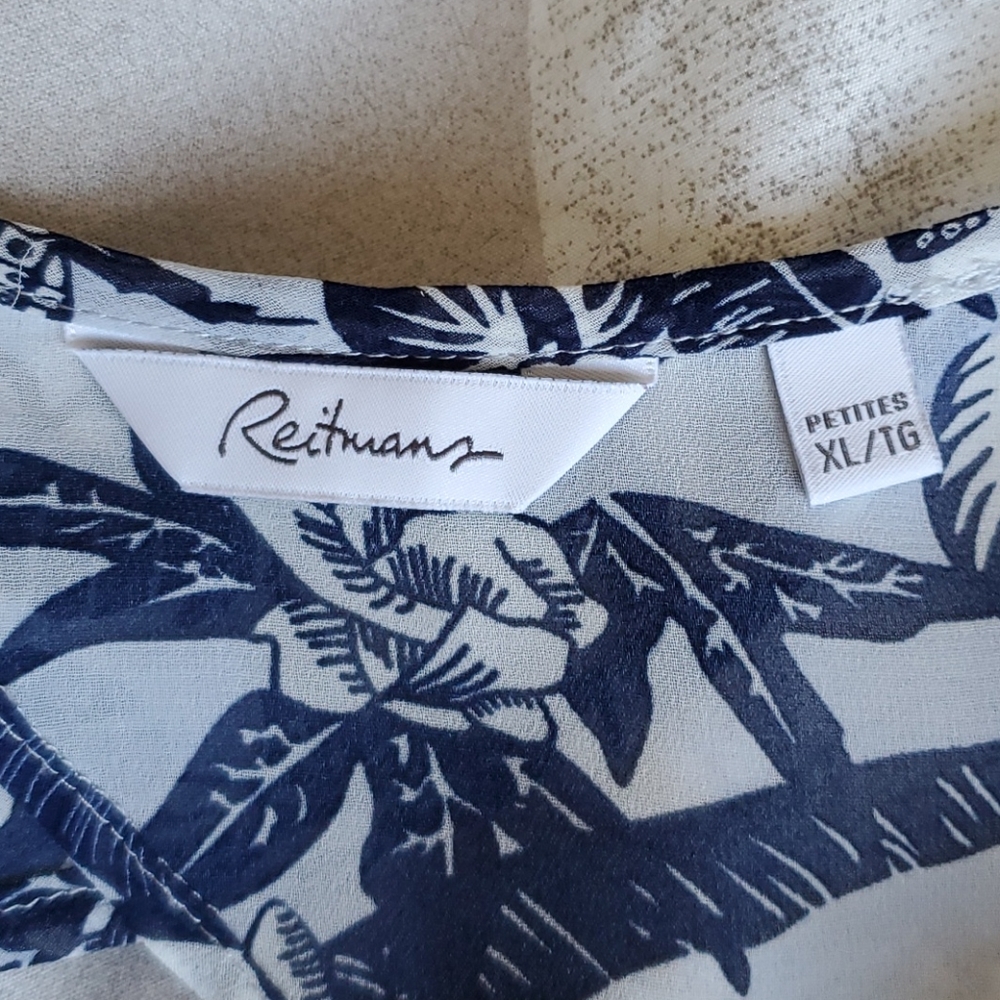 Reitmans
PETITES
XL/TG